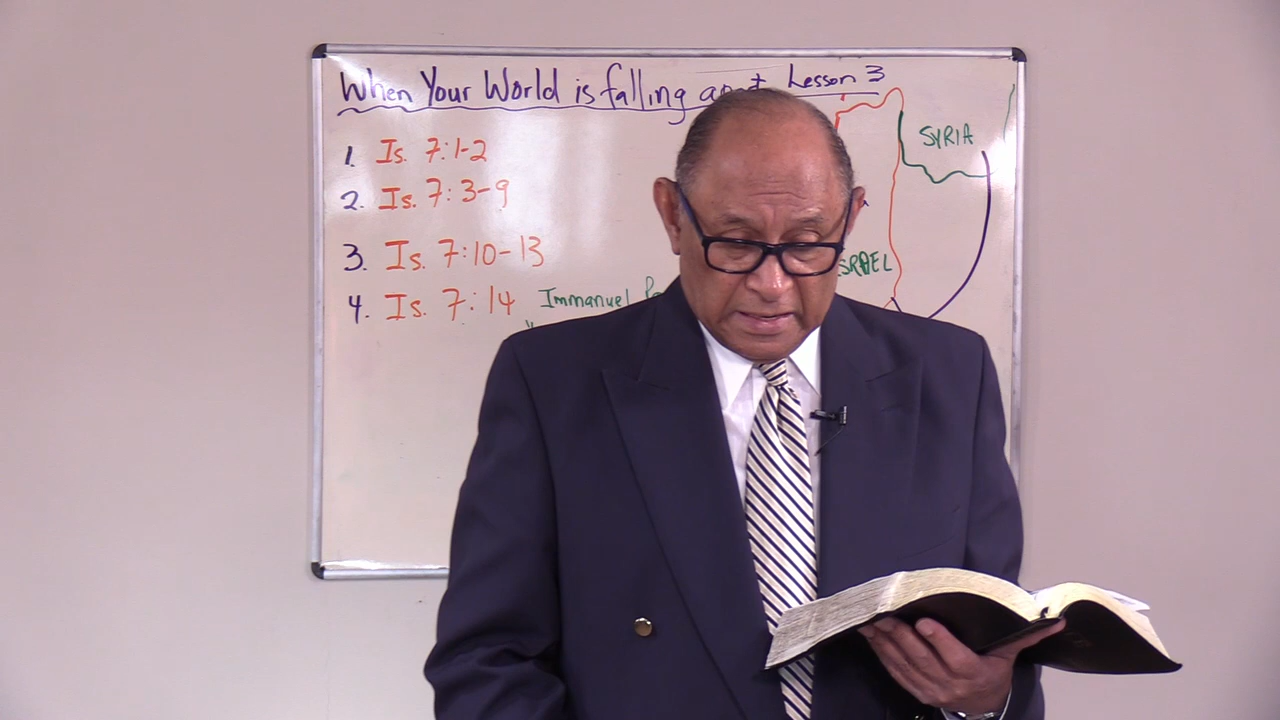 When Your World is falling Lesson 3
1. Is. 7:1-2
2. Is. 7:3-9
3. Is. 7:10-13
4. Is. 7:14 Immanuel
SYRIA